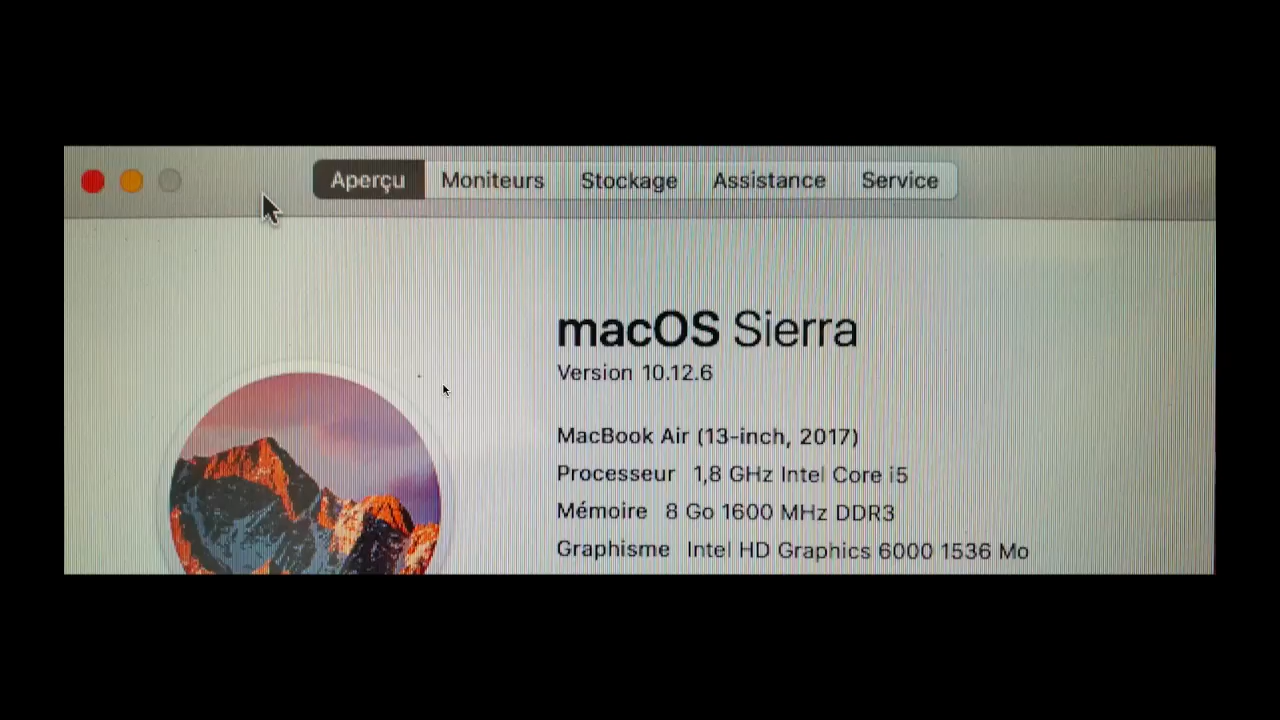 Aperçu Moniteurs Stockage Assistance Service
macOS Sierra
Version 10.12.6
MacBook Air (13-inch, 2017)
Processeur 1,8 GHz Intel Core i5
Mémoire 8 Go 1600 MHz DDR3
Graphisme Intel HD Graphics 6000 1536 Mo